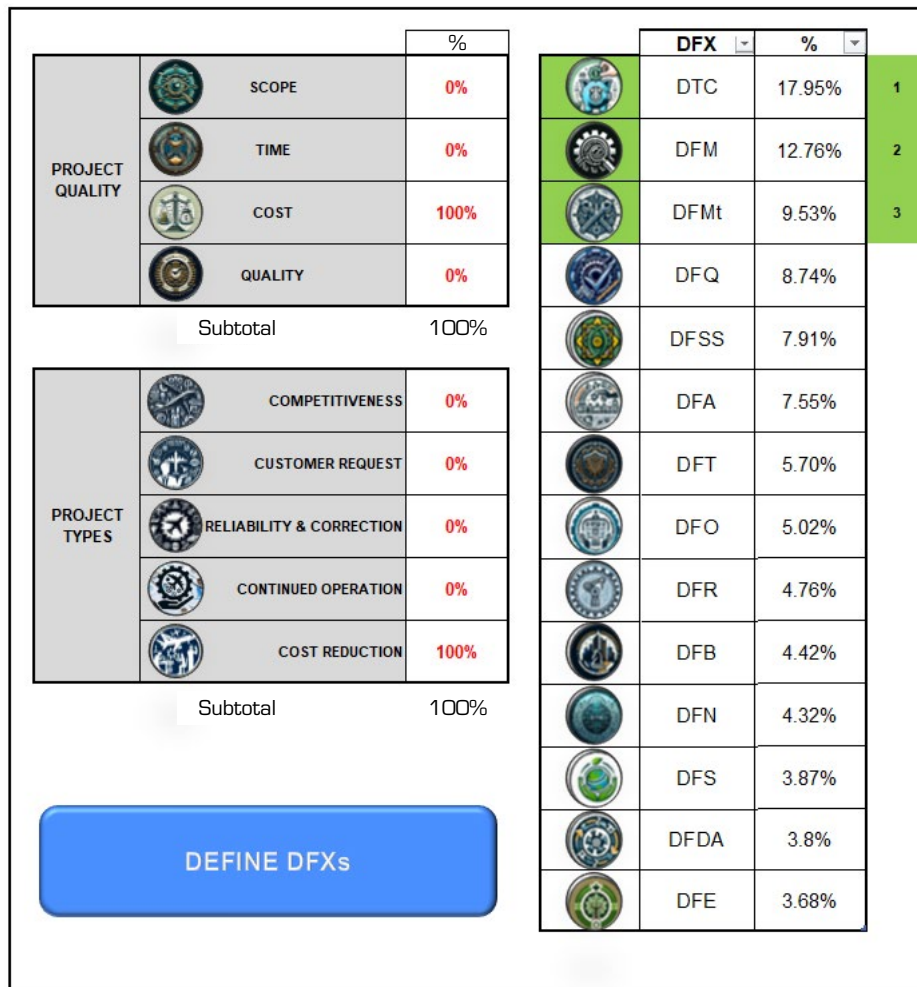 %
PROJECT QUALITY
SCOPE 0%
TIME 0%
COST 100%
QUALITY 0%
Subtotal 100%
PROJECT TYPES
COMPETITIVENESS 0%
CUSTOMER REQUEST 0%
RELIABILITY & CORRECTION 0%
CONTINUED OPERATION 0%
COST REDUCTION 100%
Subtotal 100%
DEFINE DFXs
DFX %
DTC 17.95% 1
DFM 12.76% 2
DFMt 9.53% 3
DFQ 8.74%
DFSS 7.91%
DFA 7.55%
DFT 5.70%
DFO 5.02%
DFR 4.76%
DFB 4.42%
DFN 4.32%
DFS 3.87%
DFDA 3.8%
DFE 3.68%